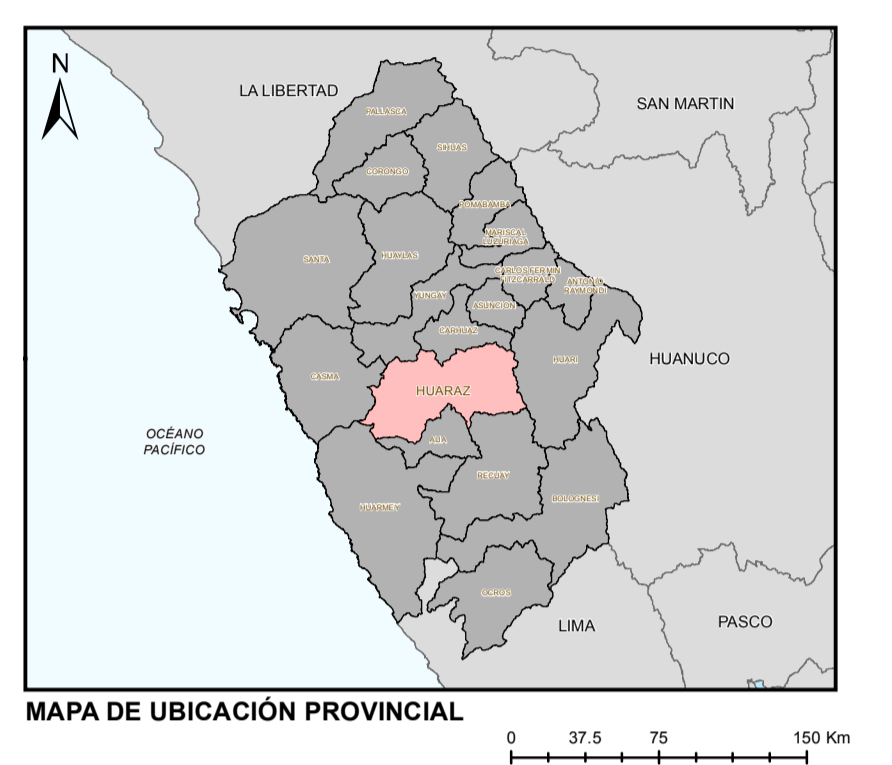 N
LA LIBERTAD
SAN MARTIN
PALLASCA
SIHUAS
CORONGO
POMABAMBA
MARISCAL
LUZURIAGA
SANTA
HUAYLAS
CARLOS FERMIN
FITZCARRALD
ANTONIO
RAYMONDI
YUNGAY
ASUNCION
CARHUAZ
HUARI
HUANUCO
CASMA
HUARAZ
OCÉANO
PACÍFICO
AIJA
RECUAY
BOLOGNESI
HUARMEY
OCROS
LIMA
PASCO
MAPA DE UBICACIÓN PROVINCIAL
0 37.5 75 150 Km